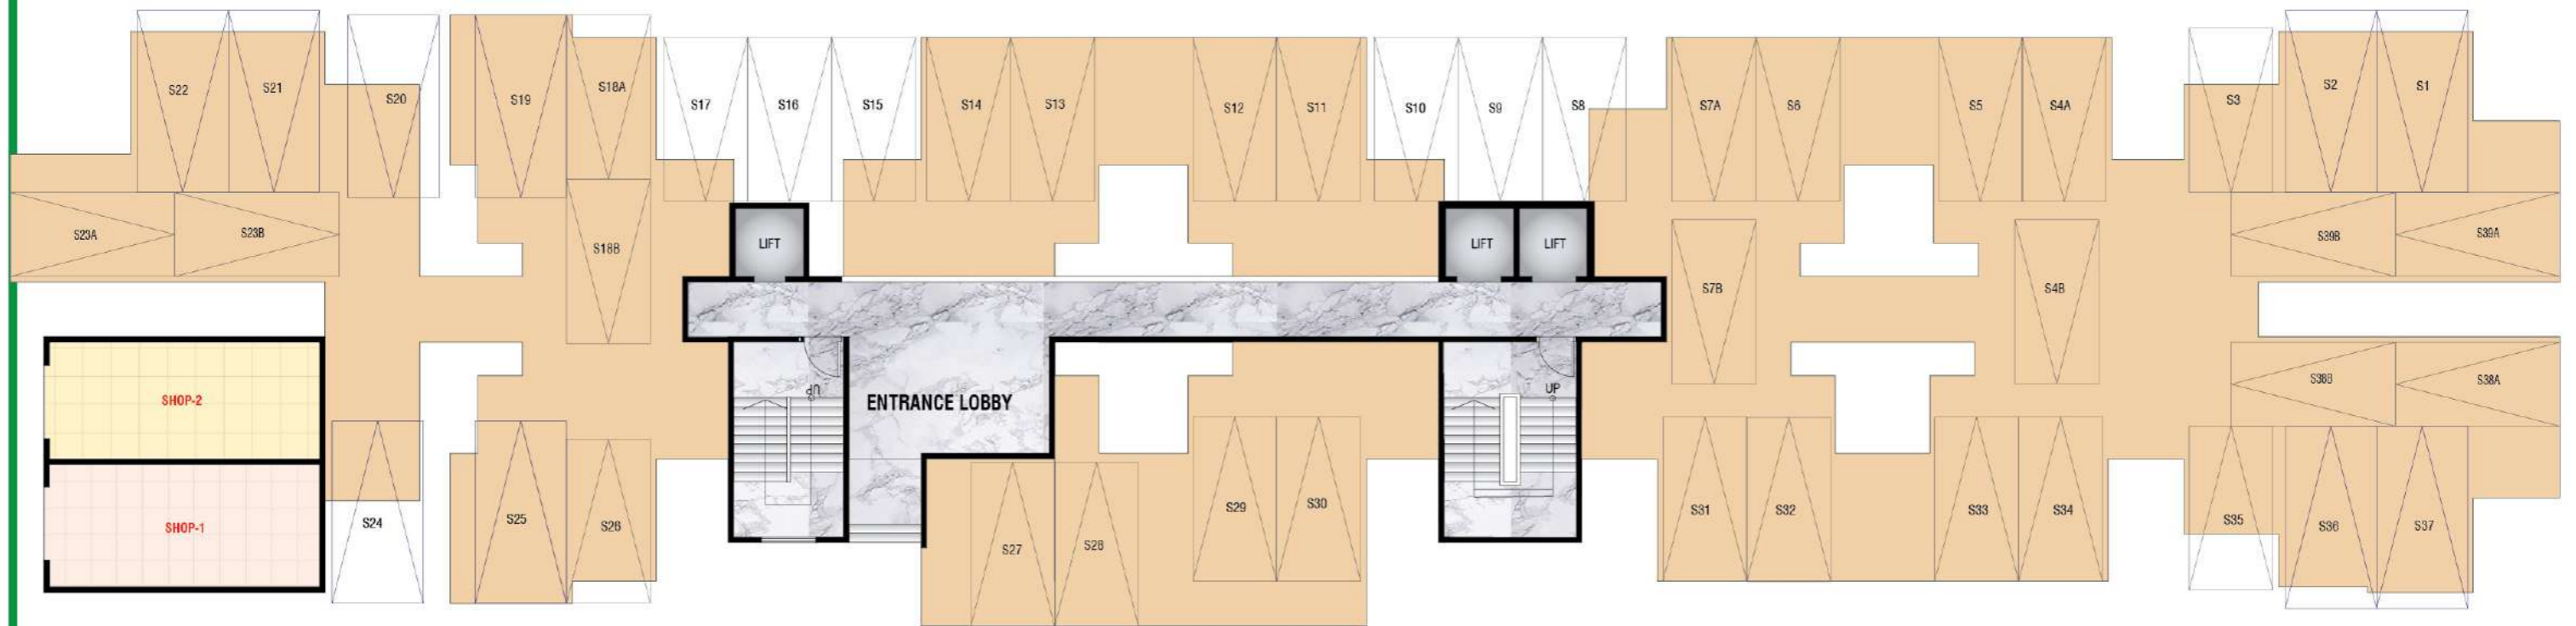 S22
S21
S20
S19
S18A
S17
S16
S15
S14
S13
S12
S11
S10
S9
S8
S7A
S6
S5
S4A
S3
S2
S1
S23A
S23B
S18B
LIFT
LIFT
LIFT
S7B
S4B
S39B
S39A
SHOP-2
UP
ENTRANCE LOBBY
UP
S38B
S38A
SHOP-1
S24
S25
S26
S27
S28
S29
S30
S31
S32
S33
S34
S35
S36
S37